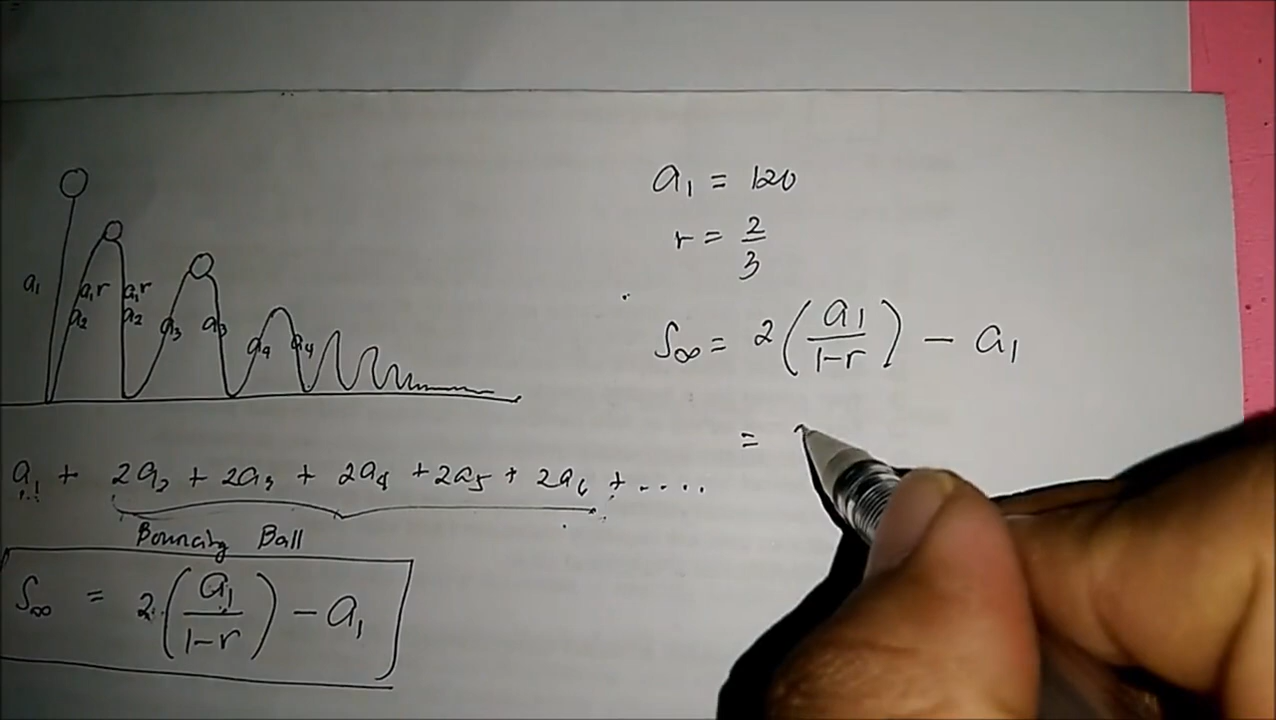 a₁ = 120
r = 2/3
S∞ = 2(a₁/(1-r)) - a₁
=
a₁ a₁r a₁r
a₂ a₂ a₃ a₃ a₄ a₄
a₁ + 2a₂ + 2a₃ + 2a₄ + 2a₅ + 2a₆ + ....
Bouncing Ball
S∞ = 2·(a₁/(1-r)) - a₁